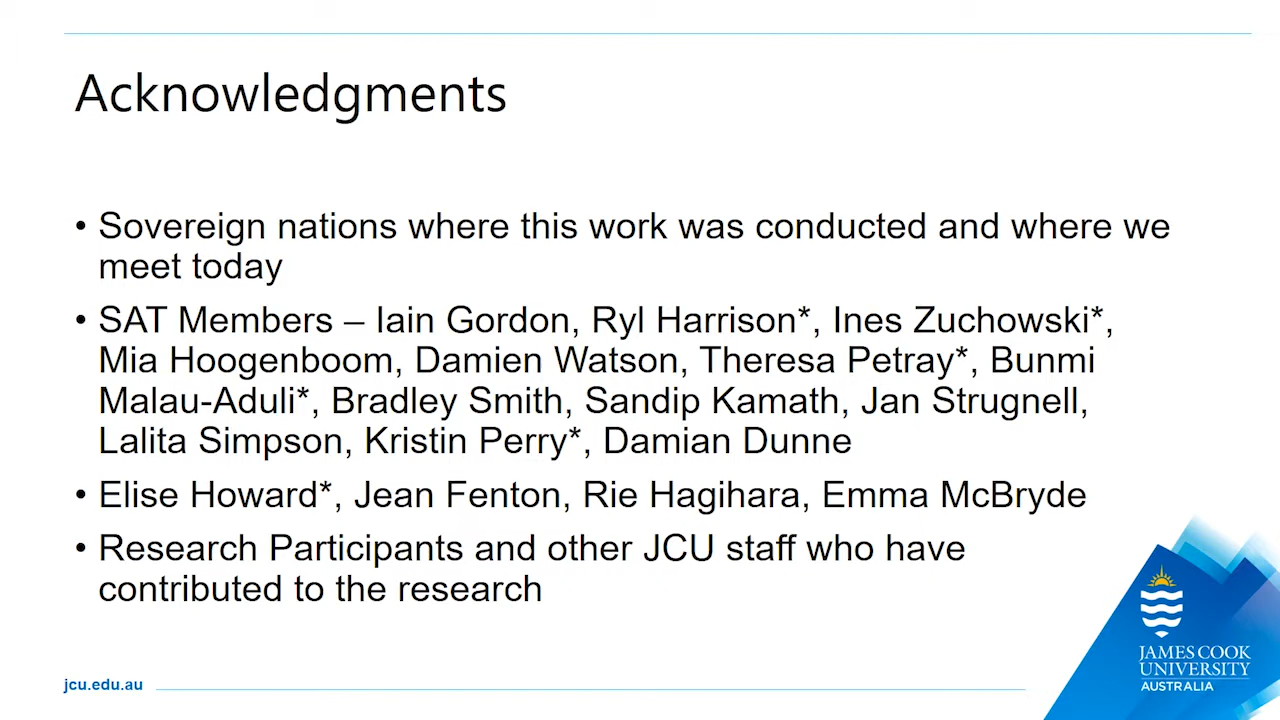 Acknowledgments
• Sovereign nations where this work was conducted and where we
meet today
• SAT Members – Iain Gordon, Ryl Harrison*, Ines Zuchowski*,
Mia Hoogenboom, Damien Watson, Theresa Petray*, Bunmi
Malau-Aduli*, Bradley Smith, Sandip Kamath, Jan Strugnell,
Lalita Simpson, Kristin Perry*, Damian Dunne
• Elise Howard*, Jean Fenton, Rie Hagihara, Emma McBryde
• Research Participants and other JCU staff who have
contributed to the research
jcu.edu.au
JAMES COOK
UNIVERSITY
AUSTRALIA